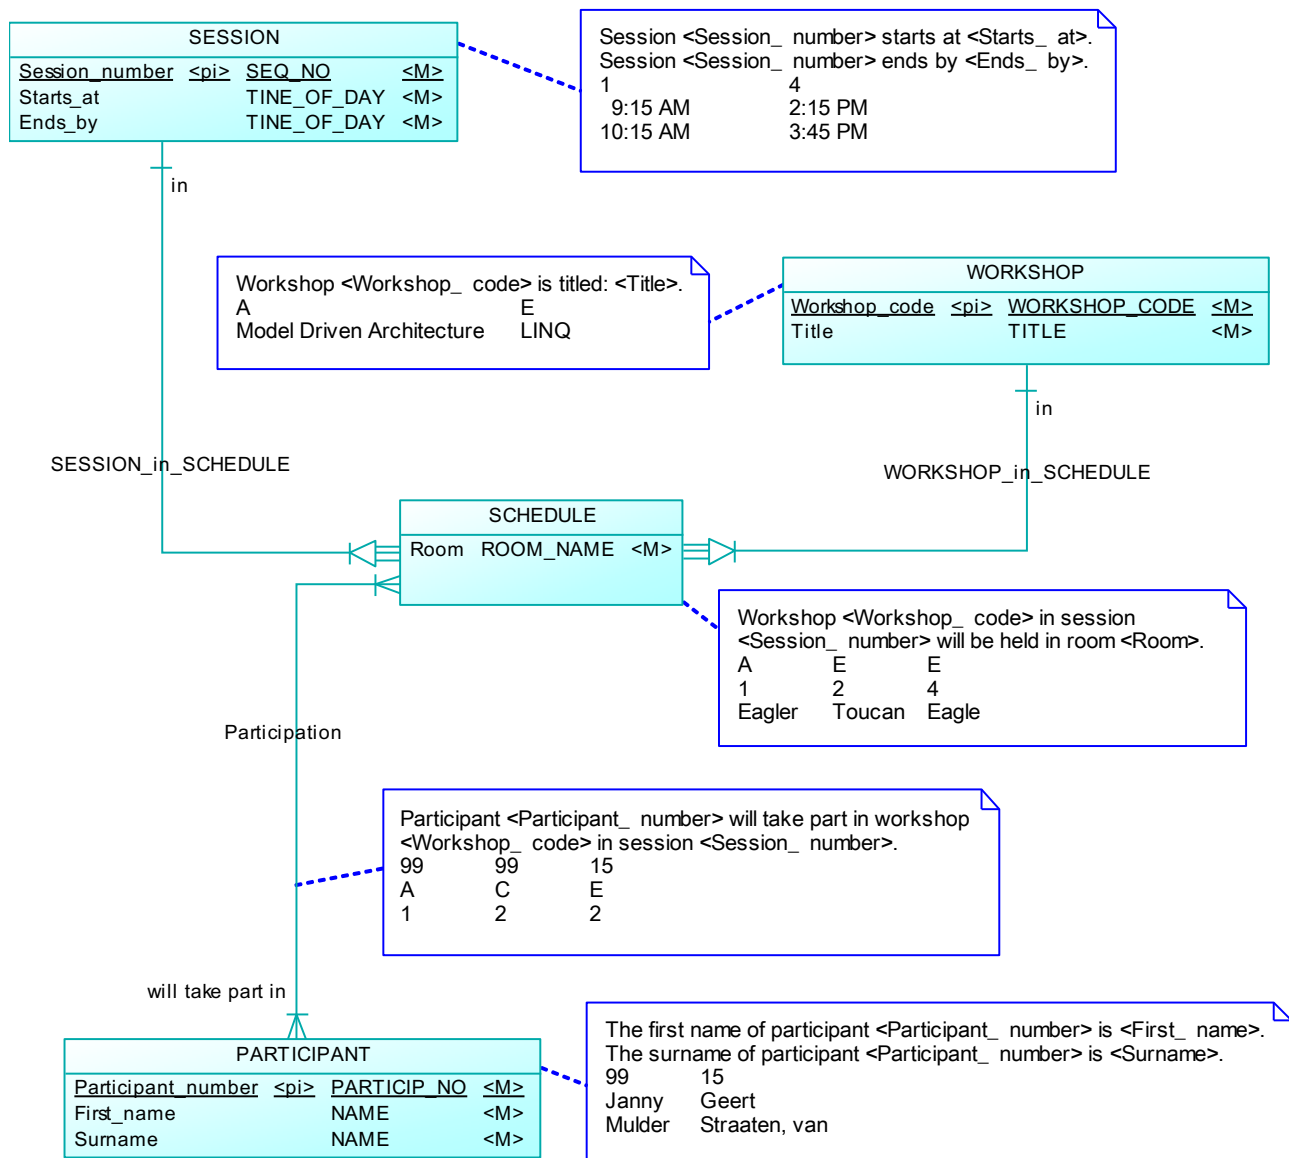 SESSION
Session_number <pi> SEQ_NO <M>
Starts_at TINE_OF_DAY <M>
Ends_by TINE_OF_DAY <M>
Session <Session_ number> starts at <Starts_ at>.
Session <Session_ number> ends by <Ends_ by>.
1 4
9:15 AM 2:15 PM
10:15 AM 3:45 PM
in
Workshop <Workshop_ code> is titled: <Title>.
A E
Model Driven Architecture LINQ
WORKSHOP
Workshop_code <pi> WORKSHOP_CODE <M>
Title TITLE <M>
in
SESSION_in_SCHEDULE
WORKSHOP_in_SCHEDULE
SCHEDULE
Room ROOM_NAME <M>
Workshop <Workshop_ code> in session
<Session_ number> will be held in room <Room>.
A E E
1 2 4
Eagler Toucan Eagle
Participation
Participant <Participant_ number> will take part in workshop
<Workshop_ code> in session <Session_ number>.
99 99 15
A C E
1 2 2
will take part in
PARTICIPANT
Participant_number <pi> PARTICIP_NO <M>
First_name NAME <M>
Surname NAME <M>
The first name of participant <Participant_ number> is <First_ name>.
The surname of participant <Participant_ number> is <Surname>.
99 15
Janny Geert
Mulder Straaten, van